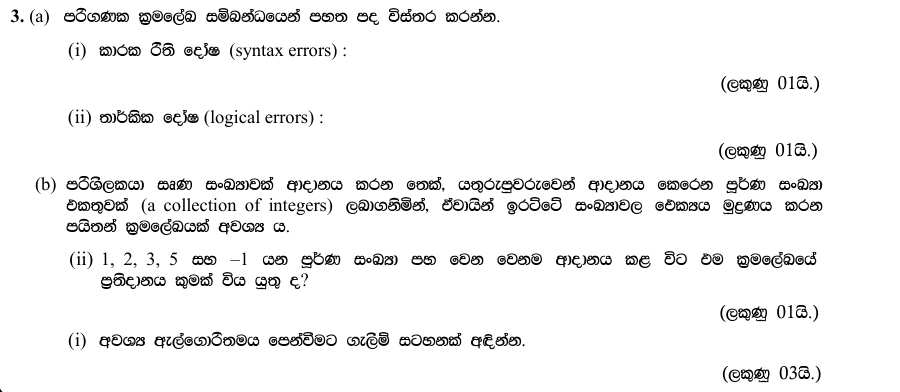 3. (a) පරිගණක ක්‍රමලේඛ සම්බන්ධයෙන් පහත පද විස්තර කරන්න.
(i) කාරක රීති දෝෂ (syntax errors) :
(ලකුණු 01යි.)
(ii) තාර්කික දෝෂ (logical errors) :
(ලකුණු 01යි.)
(b) පරිශීලකයා සෘණ සංඛ්‍යාවක් ආදානය කරන තෙක්, යතුරුපුවරුවෙන් ආදානය කෙරෙන පූර්ණ සංඛ්‍යා
එකතුවක් (a collection of integers) ලබාගනිමින්, ඒවායින් ඉරට්ටේ සංඛ්‍යාවල ඓක්‍යය මුද්‍රණය කරන
පයිතන් ක්‍රමලේඛයක් අවශ්‍ය ය.
(ii) 1, 2, 3, 5 සහ –1 යන පූර්ණ සංඛ්‍යා පහ වෙන වෙනම ආදානය කළ විට එම ක්‍රමලේඛයේ
ප්‍රතිදානය කුමක් විය යුතු ද?
(ලකුණු 01යි.)
(i) අවශ්‍ය ඇල්ගොරිතමය පෙන්වීමට ගැලීම් සටහනක් අඳින්න.
(ලකුණු 03යි.)